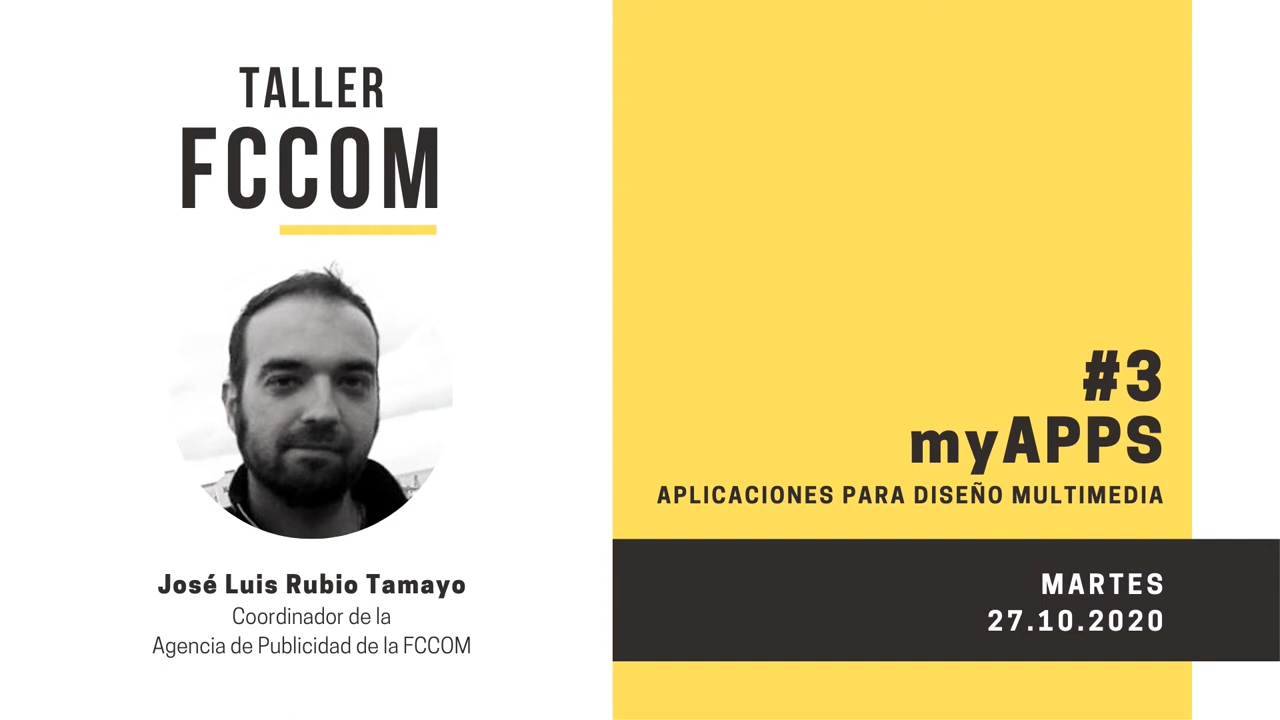 TALLER
FCCOM
José Luis Rubio Tamayo
Coordinador de la
Agencia de Publicidad de la FCCOM
#3
myAPPS
APLICACIONES PARA DISEÑO MULTIMEDIA
MARTES
27.10.2020